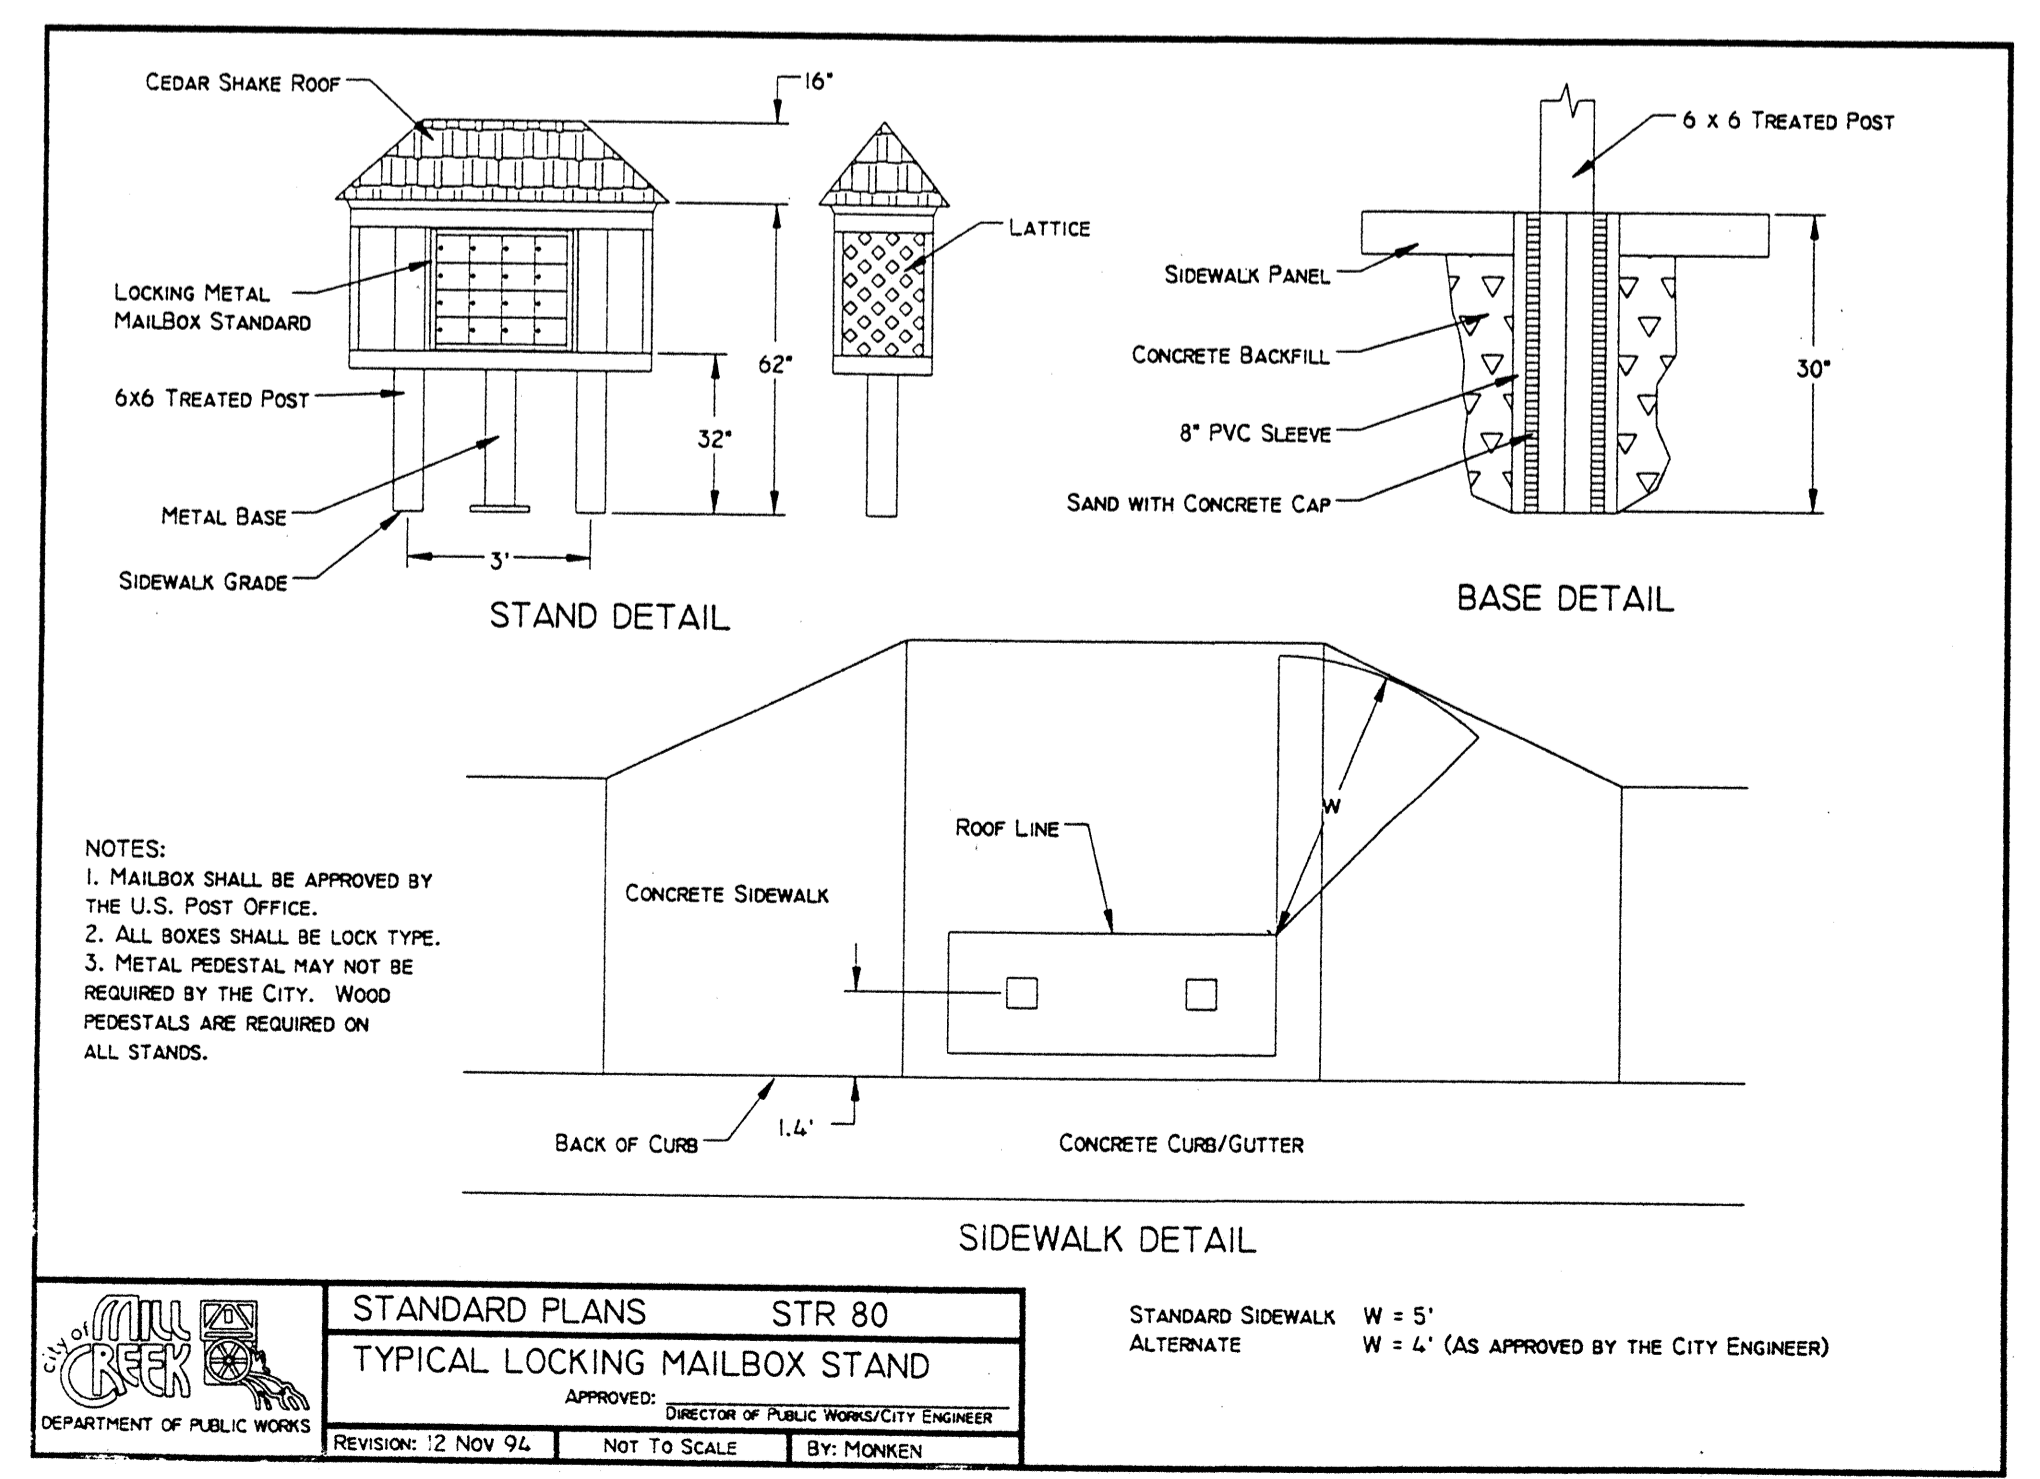 CEDAR SHAKE ROOF
16"
LATTICE
LOCKING METAL
MAILBOX STANDARD
62"
6X6 TREATED POST
32"
METAL BASE
3'
SIDEWALK GRADE
STAND DETAIL
6 X 6 TREATED POST
SIDEWALK PANEL
CONCRETE BACKFILL
30"
8" PVC SLEEVE
SAND WITH CONCRETE CAP
BASE DETAIL
W
ROOF LINE
CONCRETE SIDEWALK
1.4'
BACK OF CURB
CONCRETE CURB/GUTTER
SIDEWALK DETAIL
NOTES:
1. MAILBOX SHALL BE APPROVED BY
THE U.S. POST OFFICE.
2. ALL BOXES SHALL BE LOCK TYPE.
3. METAL PEDESTAL MAY NOT BE
REQUIRED BY THE CITY. WOOD
PEDESTALS ARE REQUIRED ON
ALL STANDS.
City of
MILL
CREEK
DEPARTMENT OF PUBLIC WORKS
STANDARD PLANS STR 80
TYPICAL LOCKING MAILBOX STAND
APPROVED:
DIRECTOR OF PUBLIC WORKS/CITY ENGINEER
REVISION: 12 NOV 94
NOT TO SCALE
BY: MONKEN
STANDARD SIDEWALK W = 5'
ALTERNATE W = 4' (AS APPROVED BY THE CITY ENGINEER)